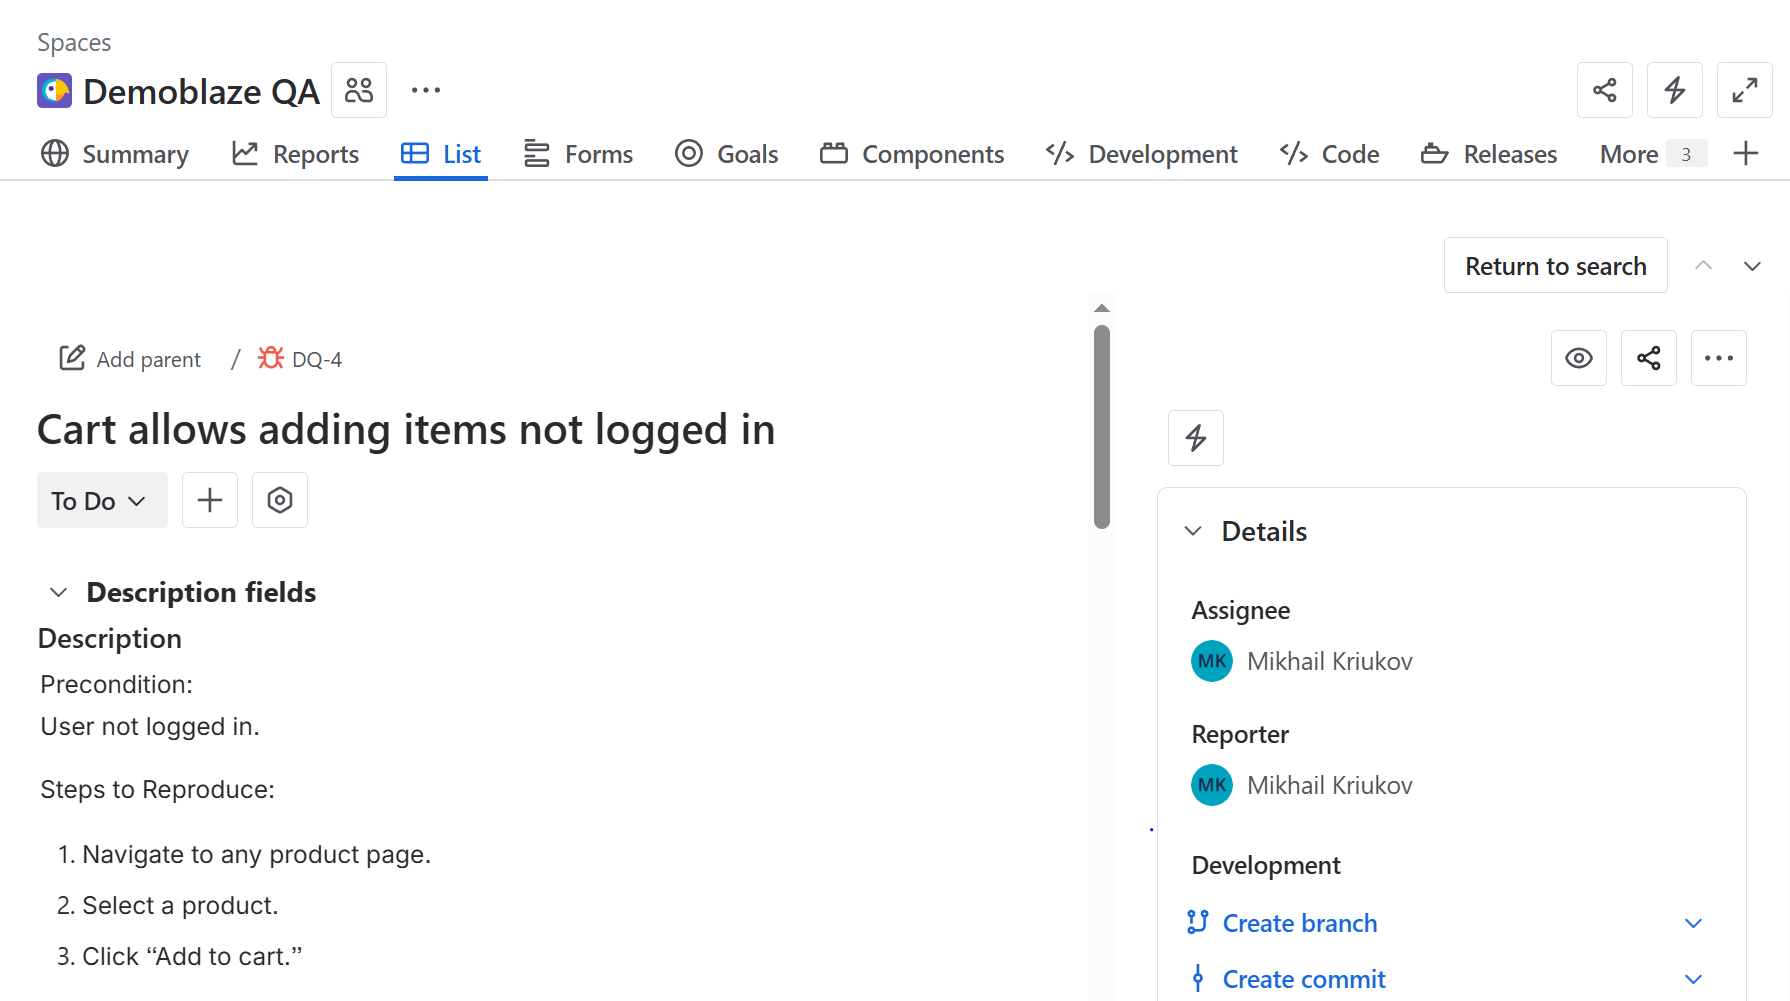 Spaces
Demoblaze QA
Summary Reports List Forms Goals Components Development Code Releases More 3
Return to search
Add parent / DQ-4
Cart allows adding items not logged in
To Do
Description fields
Description
Precondition:
User not logged in.
Steps to Reproduce:
1. Navigate to any product page.
2. Select a product.
3. Click “Add to cart.”
Details
Assignee
MK Mikhail Kriukov
Reporter
MK Mikhail Kriukov
Development
Create branch
Create commit